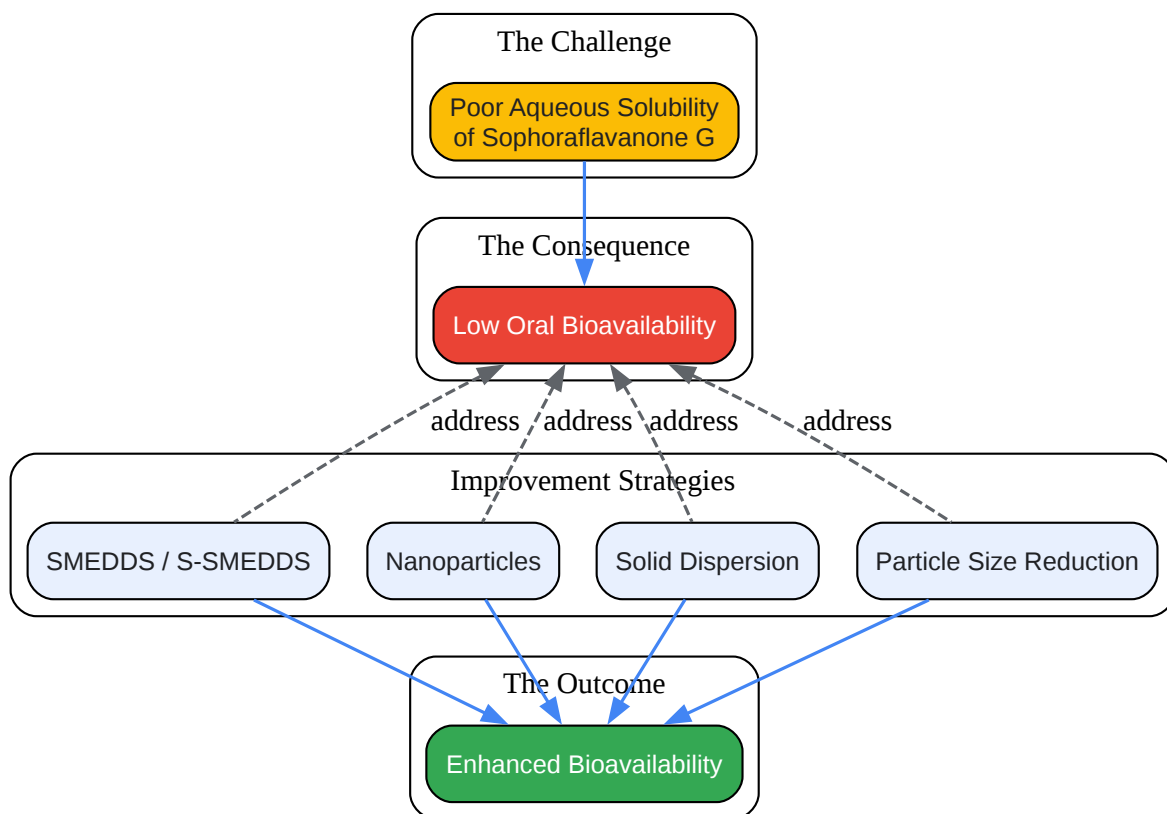 The Challenge
Poor Aqueous Solubility
of Sophoraflavanone G
The Consequence
Low Oral Bioavailability
address
address
address
address
Improvement Strategies
SMEDDS / S-SMEDDS
Nanoparticles
Solid Dispersion
Particle Size Reduction
The Outcome
Enhanced Bioavailability